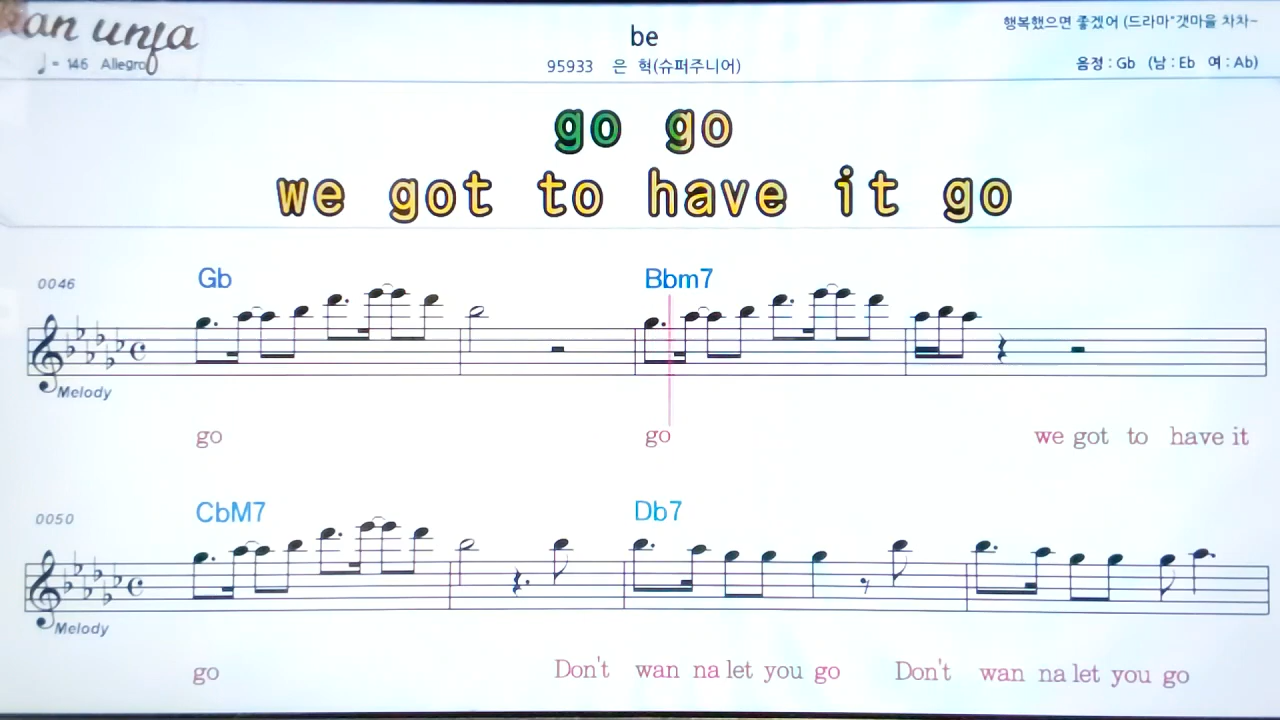 an unja
♩= 146 Allegro
be
95933 은 혁(슈퍼주니어)
행복했으면 좋겠어 (드라마"갯마을 차차~
음정 : Gb (남 : Eb 여 : Ab)
go go
we got to have it go
0046
Gb Bbm7
Melody
go go we got to have it
0050
CbM7 Db7
Melody
go Don't wan na let you go Don't wan na let you go